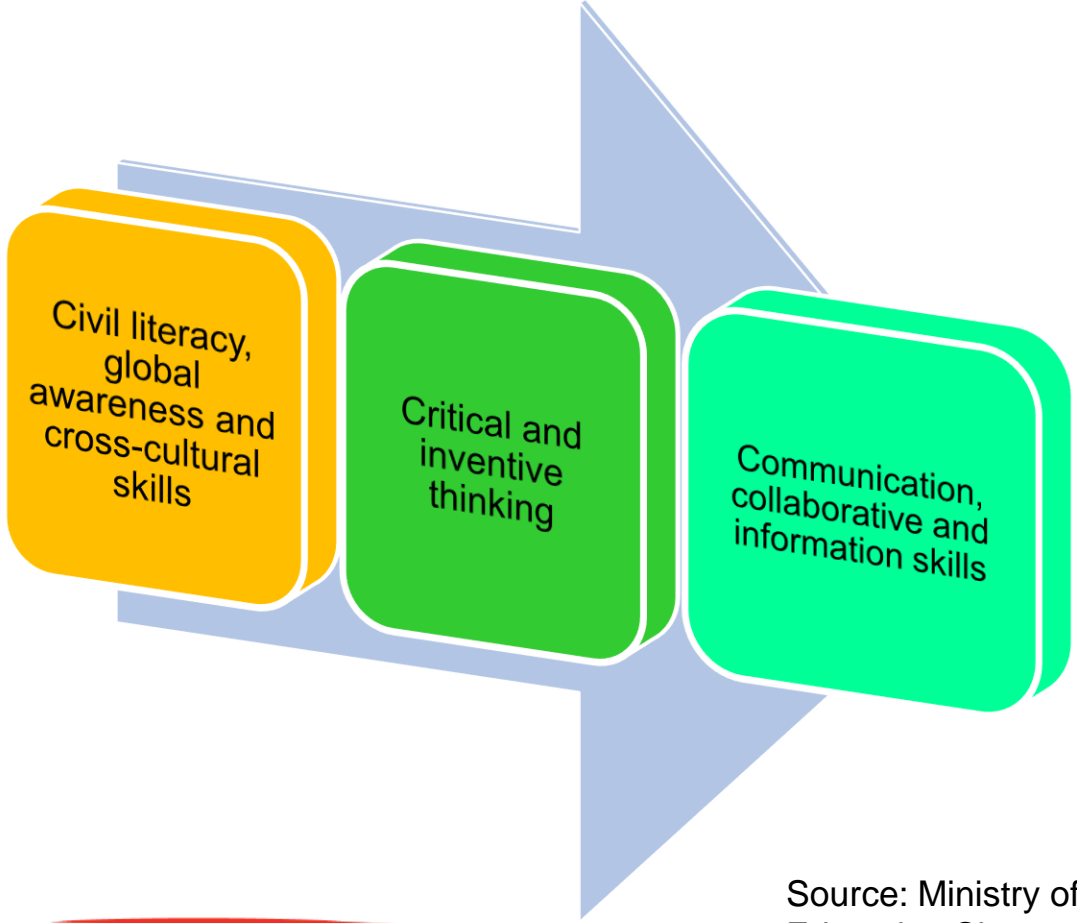 Civil literacy,
global
awareness and
cross-cultural
skills
Critical and
inventive
thinking
Communication,
collaborative and
information skills
Source: Ministry of